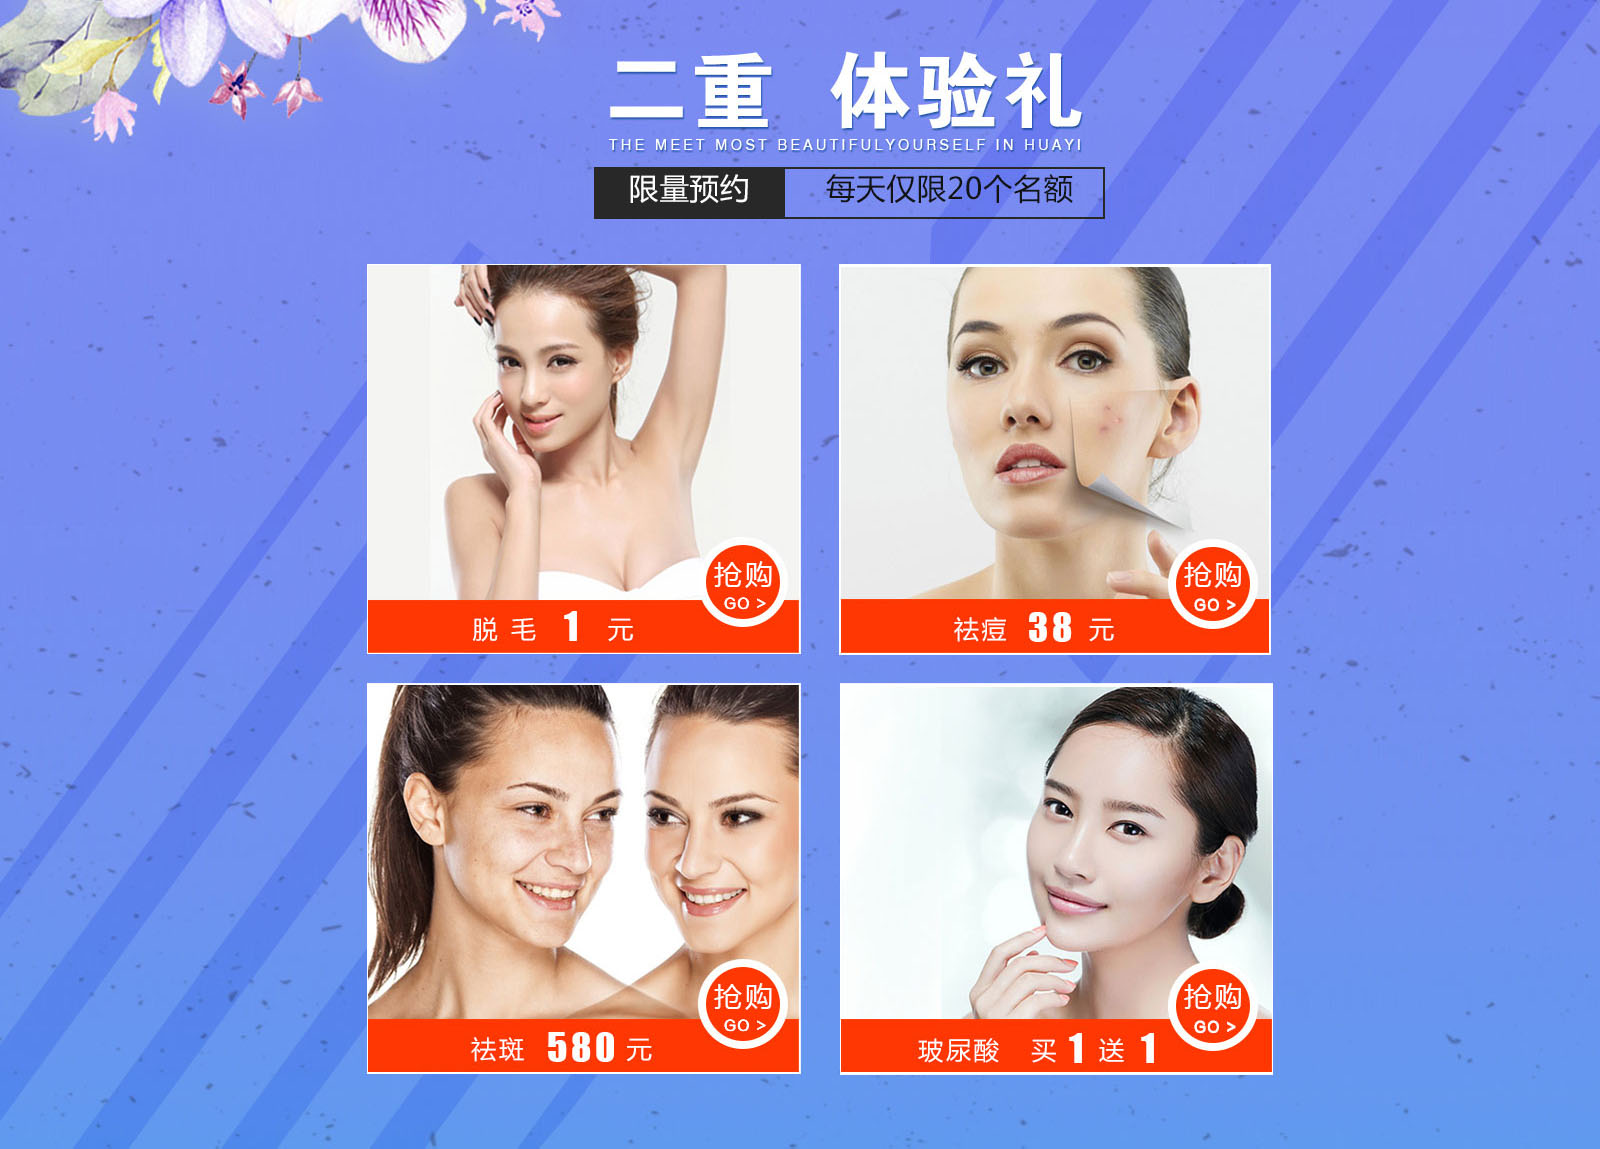 二重 体验礼
THE MEET MOST BEAUTIFULYOURSELF IN HUAYI
限量预约 每天仅限20个名额
抢购
GO >
脱毛 1 元
抢购
GO >
祛痘 38 元
抢购
GO >
祛斑 580 元
抢购
GO >
玻尿酸 买1送1